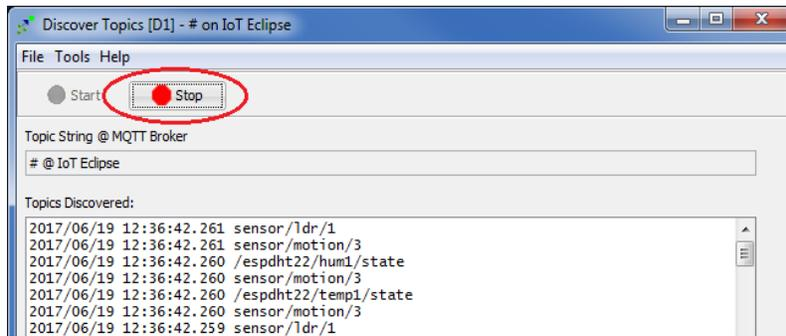 Discover Topics [D1] - # on IoT Eclipse
File Tools Help
Start Stop
Topic String @ MQTT Broker
# @ IoT Eclipse
Topics Discovered:
2017/06/19 12:36:42.261 sensor/ldr/1
2017/06/19 12:36:42.261 sensor/motion/3
2017/06/19 12:36:42.260 /espdht22/hum1/state
2017/06/19 12:36:42.260 sensor/motion/3
2017/06/19 12:36:42.260 /espdht22/temp1/state
2017/06/19 12:36:42.260 sensor/motion/3
2017/06/19 12:36:42.259 sensor/ldr/1